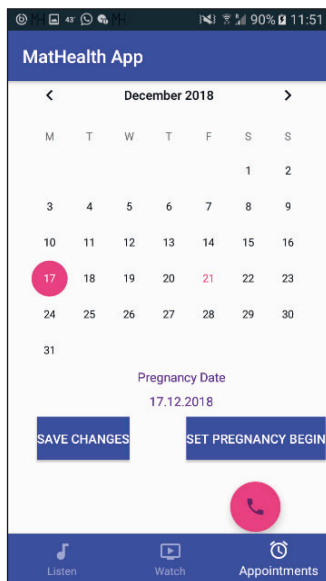 43' 90% 11:51
MatHealth App
December 2018
M T W T F S S
1 2
3 4 5 6 7 8 9
10 11 12 13 14 15 16
17 18 19 20 21 22 23
24 25 26 27 28 29 30
31
Pregnancy Date
17.12.2018
SAVE CHANGES SET PREGNANCY BEGIN
Listen Watch Appointments